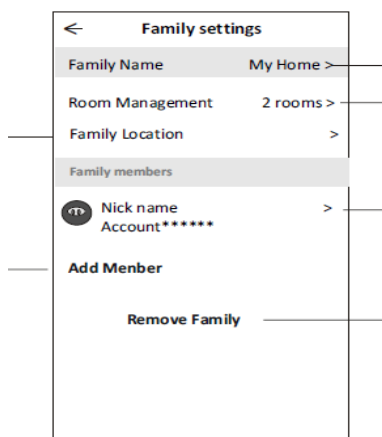 ← Family settings
Family Name My Home >
Room Management 2 rooms >
Family Location >
Family members
Nick name >
Account******
Add Menber
Remove Family